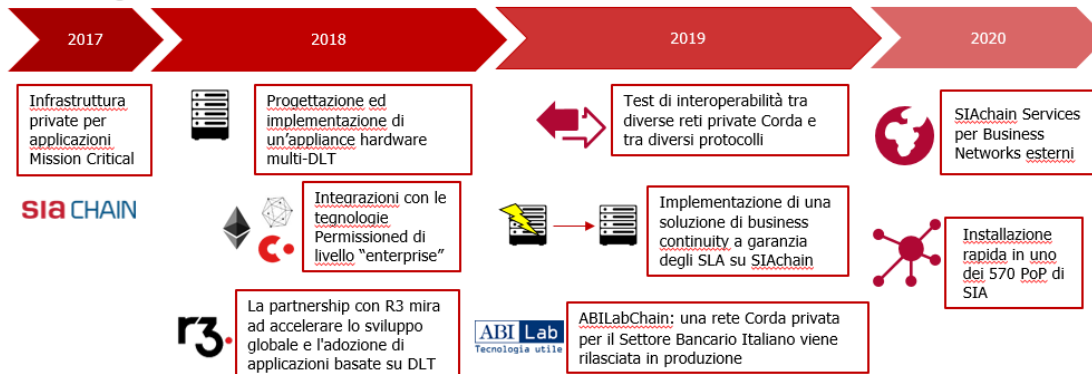 2017
2018
2019
2020
Infrastruttura
private per
applicazioni
Mission Critical
sia CHAIN
Progettazione ed
implementazione di
un'appliance hardware
multi-DLT
Integrazioni con le
tegnologie
Permissioned di
livello "enterprise"
r3.
La partnership con R3 mira
ad accelerare lo sviluppo
globale e l'adozione di
applicazioni basate su DLT
Test di interoperabilità tra
diverse reti private Corda e
tra diversi protocolli
Implementazione di una
soluzione di business
continuity a garanzia
degli SLA su SIAchain
ABI Lab
Tecnologia utile
ABILabChain: una rete Corda privata
per il Settore Bancario Italiano viene
rilasciata in produzione
SIAchain Services
per Business
Networks esterni
Installazione
rapida in uno
dei 570 PoP di
SIA